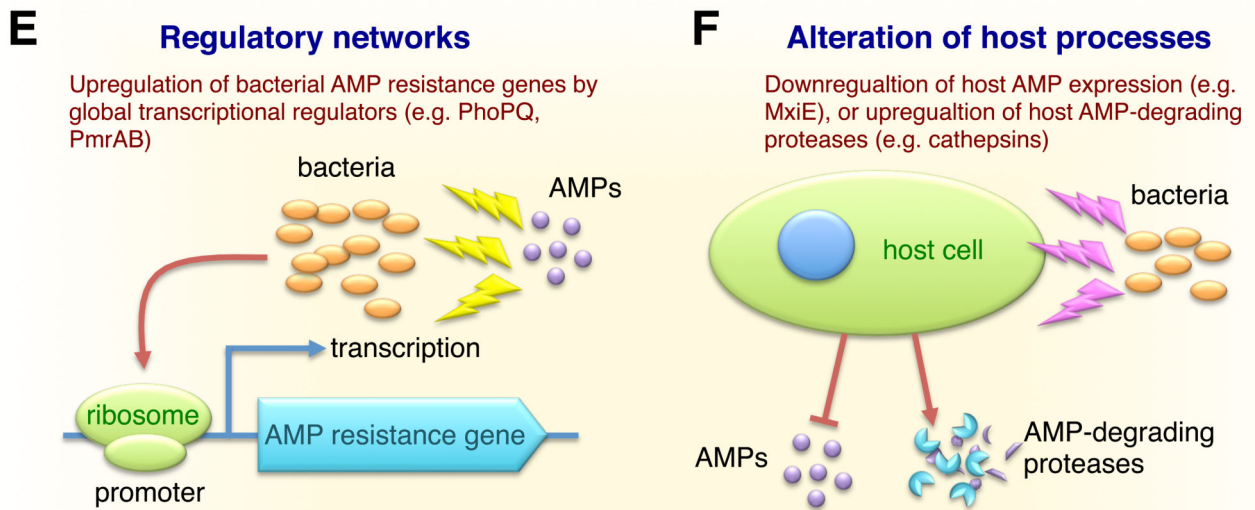 E
Regulatory networks
Upregulation of bacterial AMP resistance genes by
global transcriptional regulators (e.g. PhoPQ,
PmrAB)
bacteria
AMPs
transcription
ribosome
AMP resistance gene
promoter
F
Alteration of host processes
Downregualtion of host AMP expression (e.g.
MxiE), or upregualtion of host AMP-degrading
proteases (e.g. cathepsins)
bacteria
host cell
AMPs
AMP-degrading
proteases